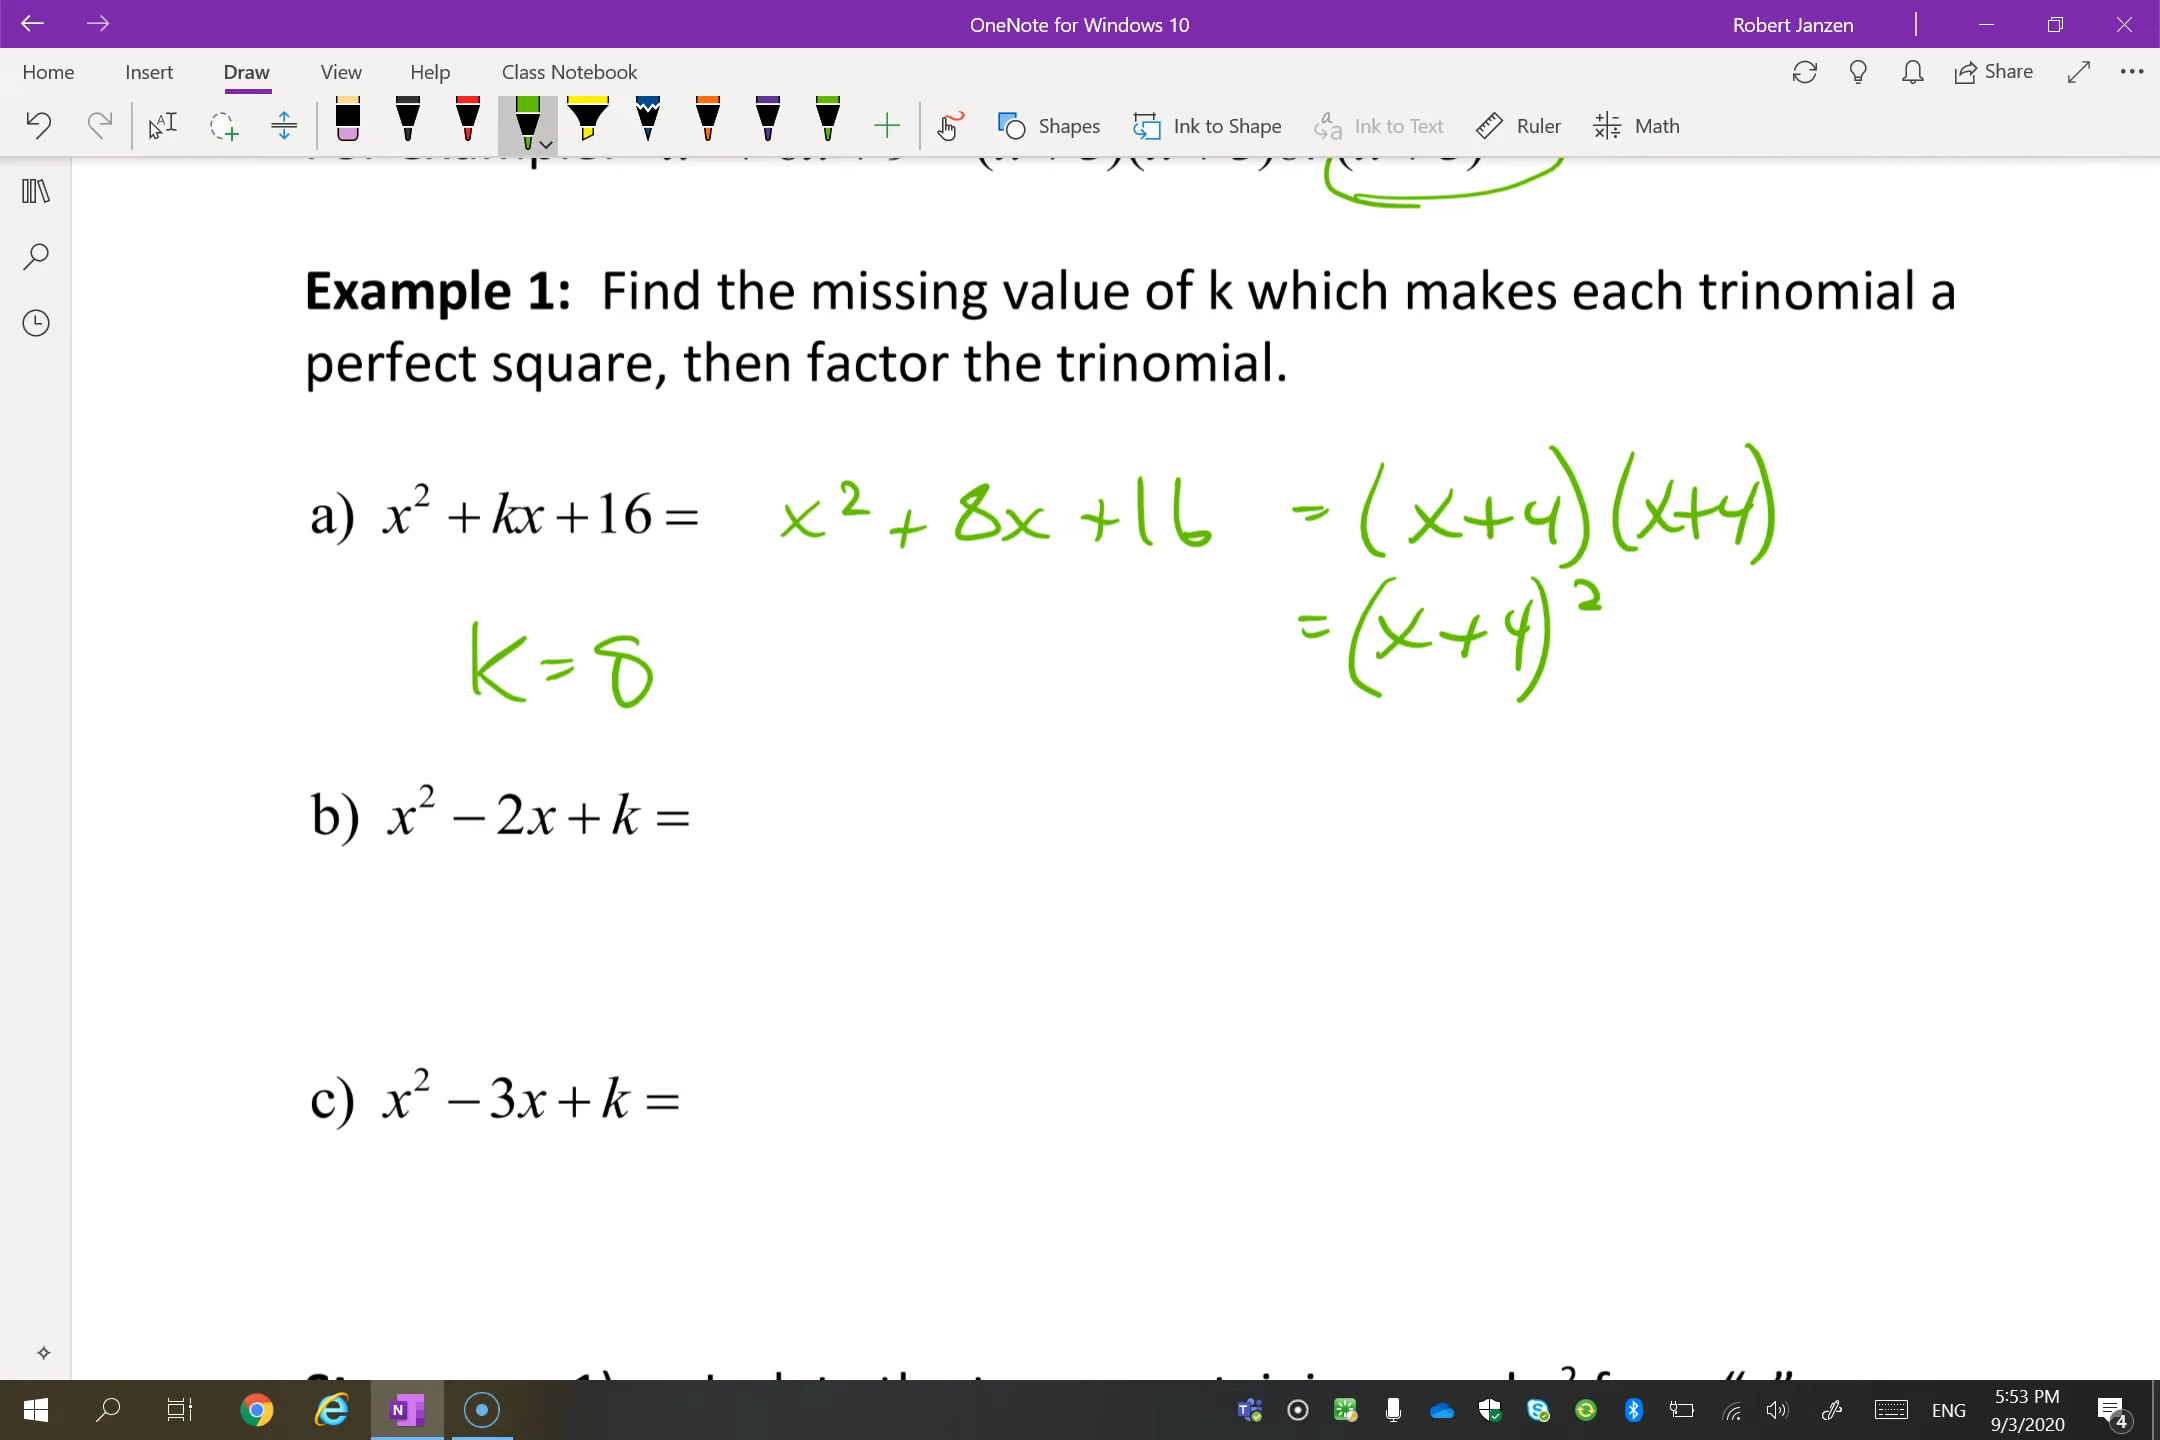 OneNote for Windows 10
Robert Janzen
Home Insert Draw View Help Class Notebook
Share
Shapes Ink to Shape Ink to Text Ruler Math
Example 1: Find the missing value of k which makes each trinomial a
perfect square, then factor the trinomial.
a) x² + kx + 16 = x² + 8x + 16 = (x+4)(x+4)
= (x+4)²
K = 8
b) x² − 2x + k =
c) x² − 3x + k =
ENG
5:53 PM
9/3/2020
4